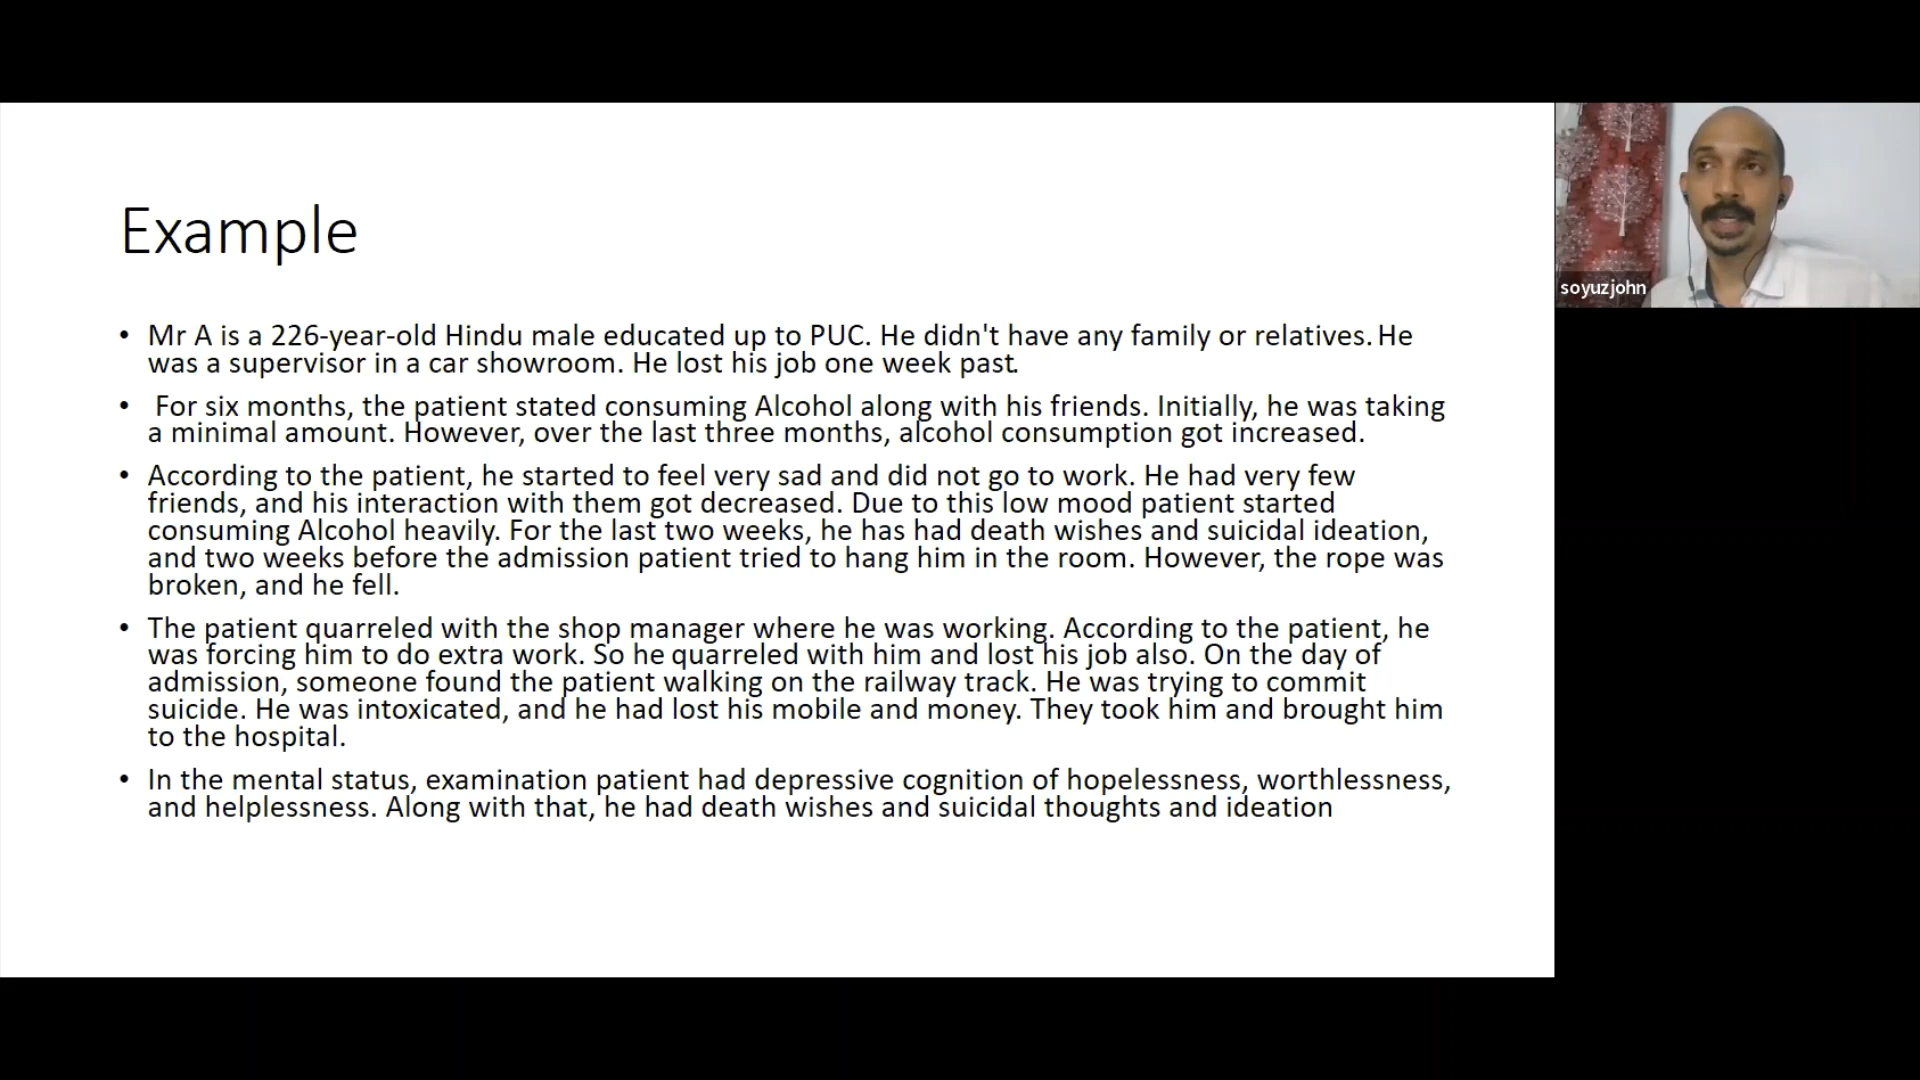 Example
• Mr A is a 226-year-old Hindu male educated up to PUC. He didn't have any family or relatives. He
was a supervisor in a car showroom. He lost his job one week past.
• For six months, the patient stated consuming Alcohol along with his friends. Initially, he was taking
a minimal amount. However, over the last three months, alcohol consumption got increased.
• According to the patient, he started to feel very sad and did not go to work. He had very few
friends, and his interaction with them got decreased. Due to this low mood patient started
consuming Alcohol heavily. For the last two weeks, he has had death wishes and suicidal ideation,
and two weeks before the admission patient tried to hang him in the room. However, the rope was
broken, and he fell.
• The patient quarreled with the shop manager where he was working. According to the patient, he
was forcing him to do extra work. So he quarreled with him and lost his job also. On the day of
admission, someone found the patient walking on the railway track. He was trying to commit
suicide. He was intoxicated, and he had lost his mobile and money. They took him and brought him
to the hospital.
• In the mental status, examination patient had depressive cognition of hopelessness, worthlessness,
and helplessness. Along with that, he had death wishes and suicidal thoughts and ideation
soyuzjohn